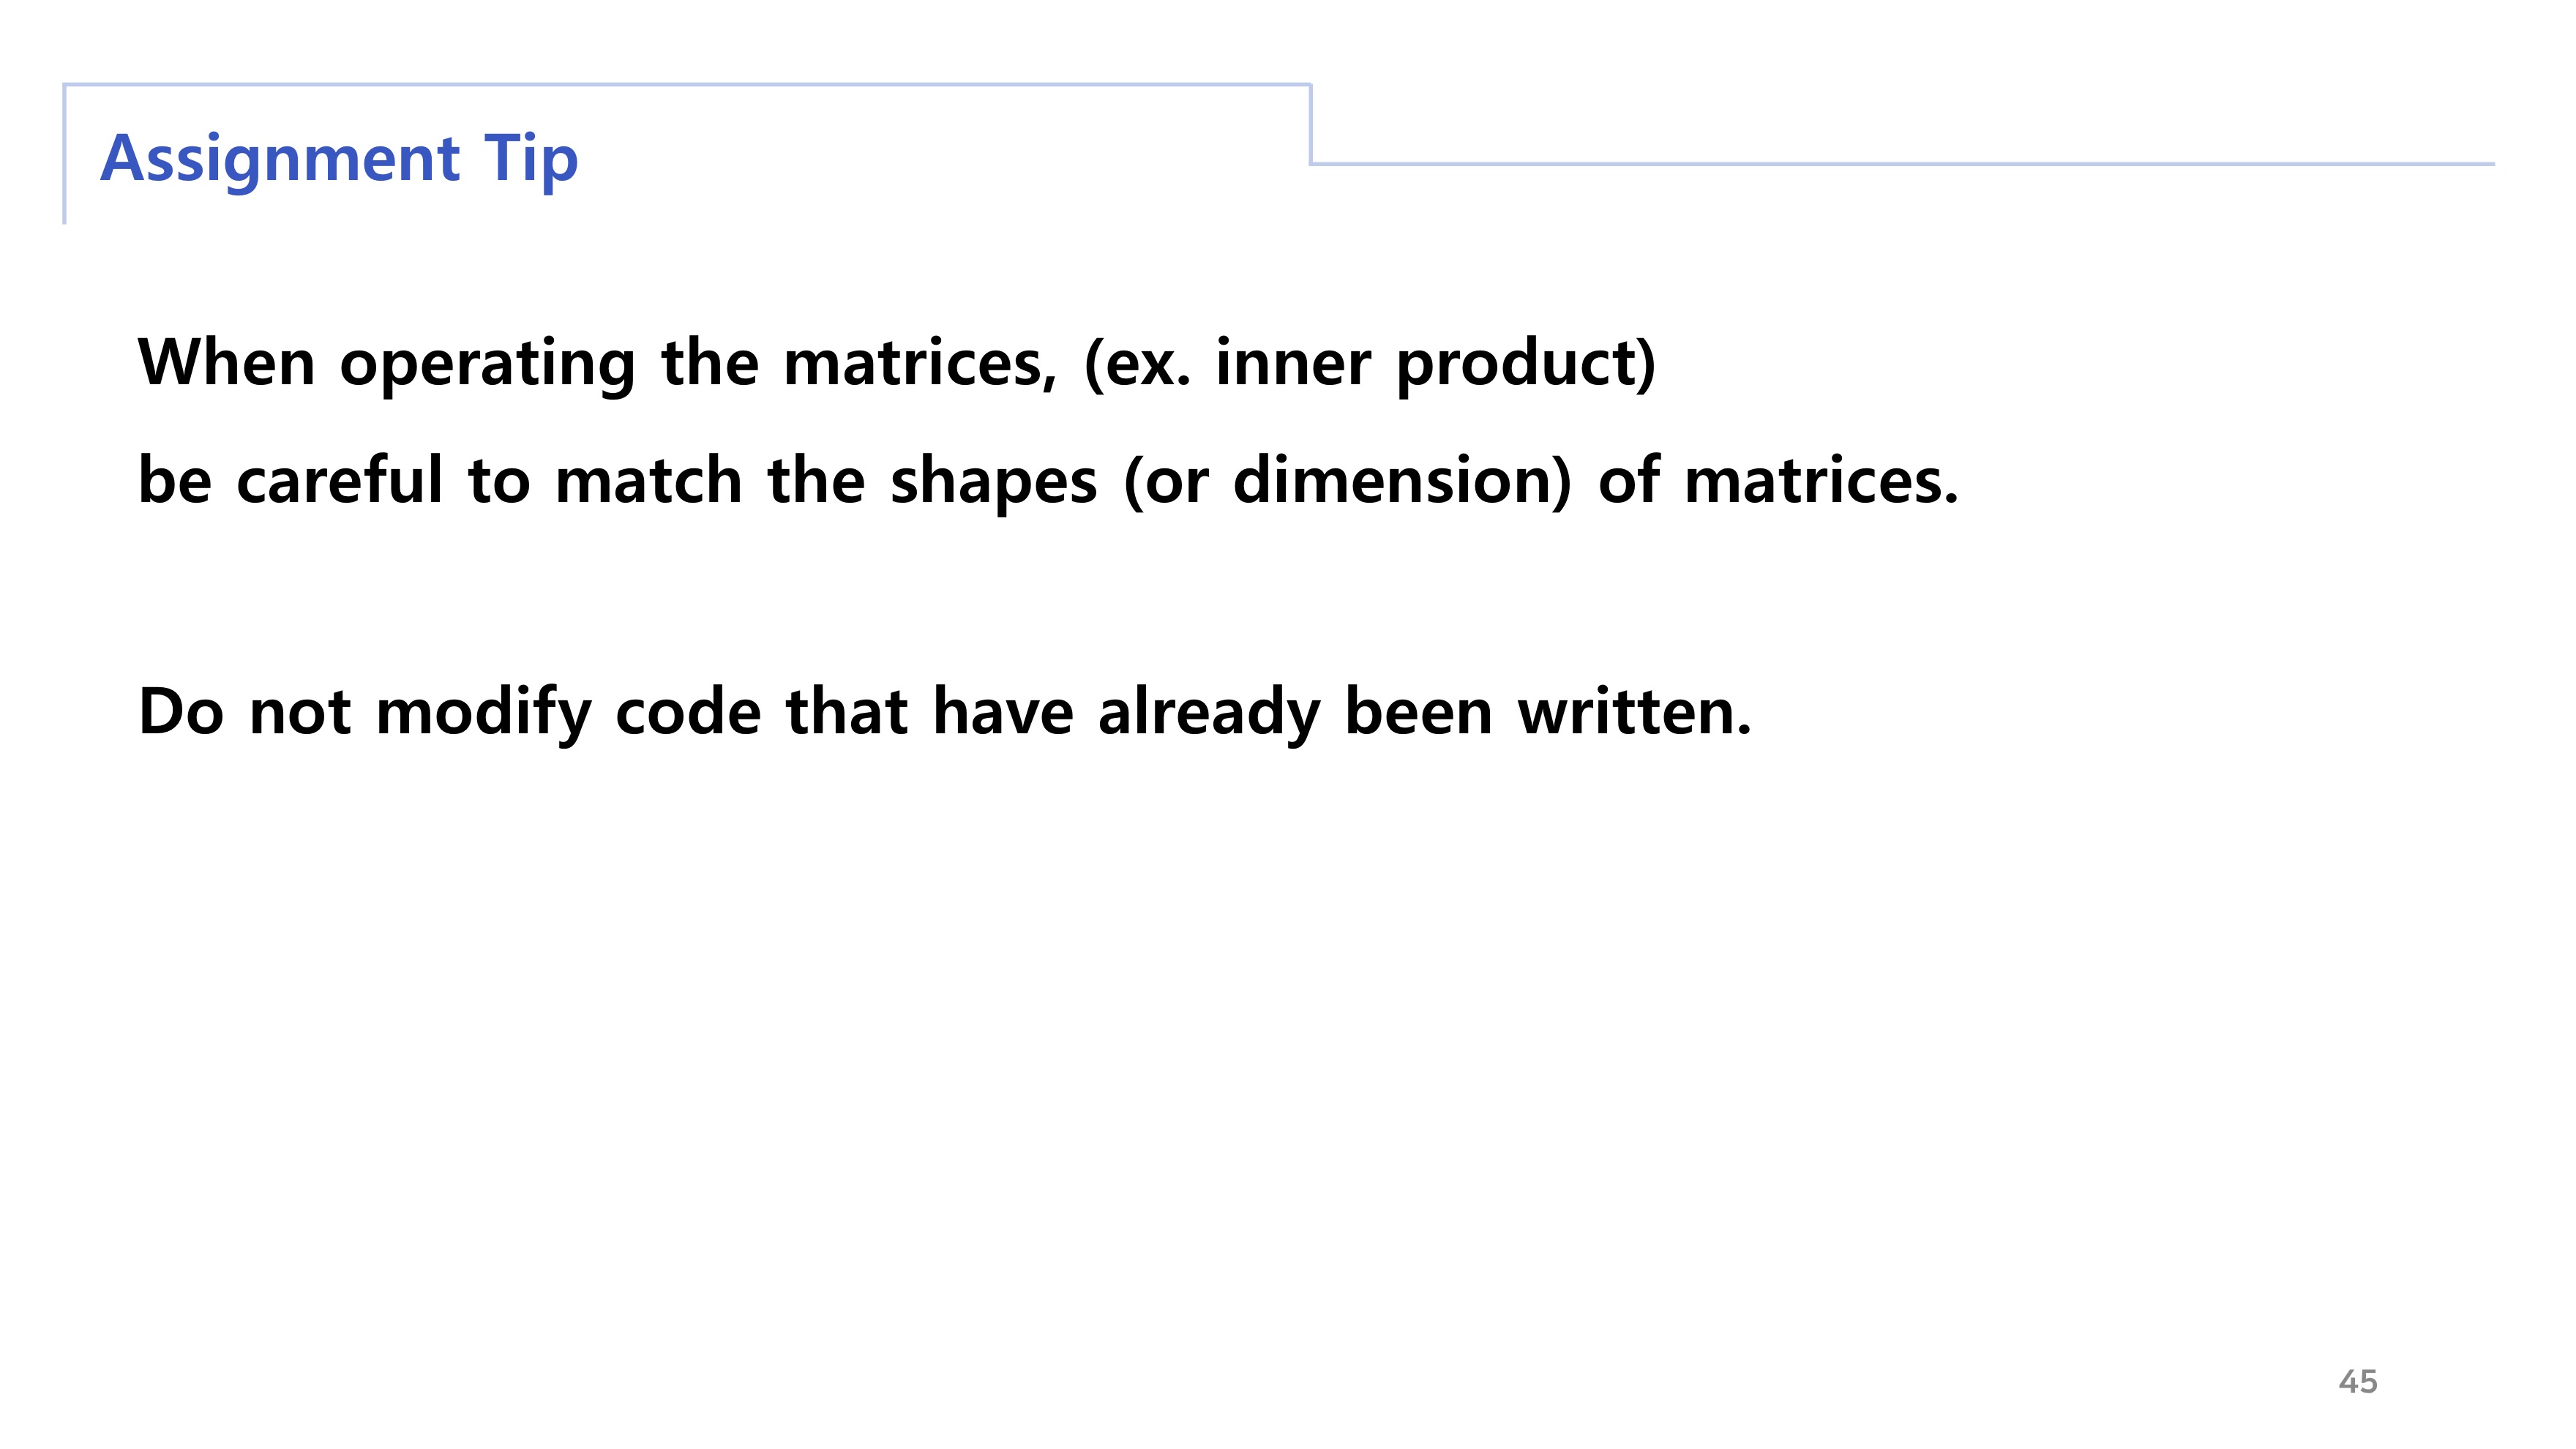 Assignment Tip
When operating the matrices, (ex. inner product)
be careful to match the shapes (or dimension) of matrices.
Do not modify code that have already been written.
45